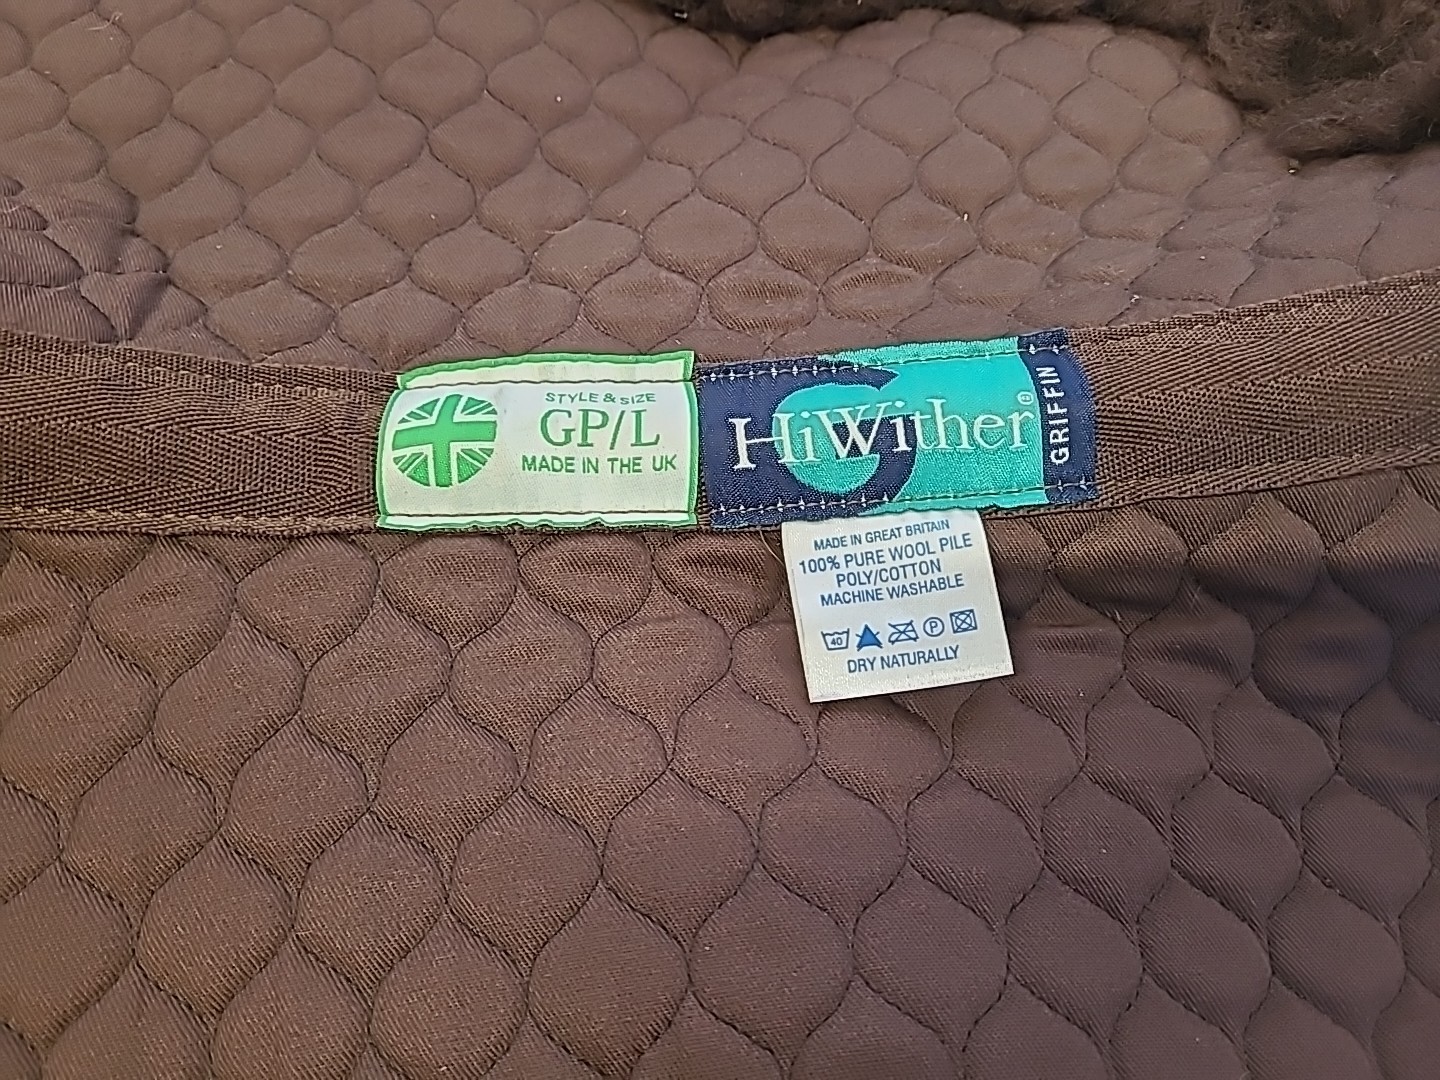 STYLE & SIZE
GP/L
MADE IN THE UK
HiWither®
GRIFFIN
MADE IN GREAT BRITAIN
100% PURE WOOL PILE
POLY/COTTON
MACHINE WASHABLE
40 P
DRY NATURALLY